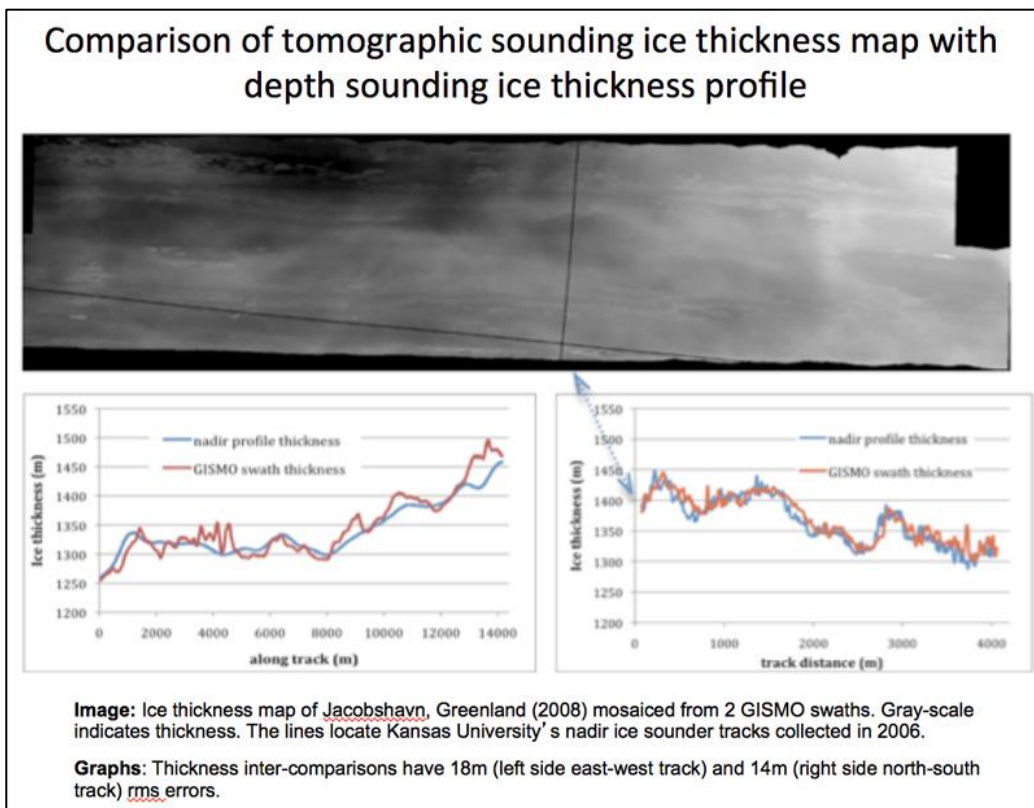 Comparison of tomographic sounding ice thickness map with
depth sounding ice thickness profile
1550
1500
1450
1400
1350
1300
1250
1200
Ice thickness (m)
nadir profile thickness
GISMO swath thickness
0 2000 4000 6000 8000 10000 12000 14000
along track (m)
1550
1500
1450
1400
1350
1300
1250
1200
Ice thickness (m)
nadir profile thickness
GISMO swath thickness
0 1000 2000 3000 4000
track distance (m)
Image: Ice thickness map of Jacobshavn, Greenland (2008) mosaiced from 2 GISMO swaths. Gray-scale
indicates thickness. The lines locate Kansas University's nadir ice sounder tracks collected in 2006.
Graphs: Thickness inter-comparisons have 18m (left side east-west track) and 14m (right side north-south
track) rms errors.